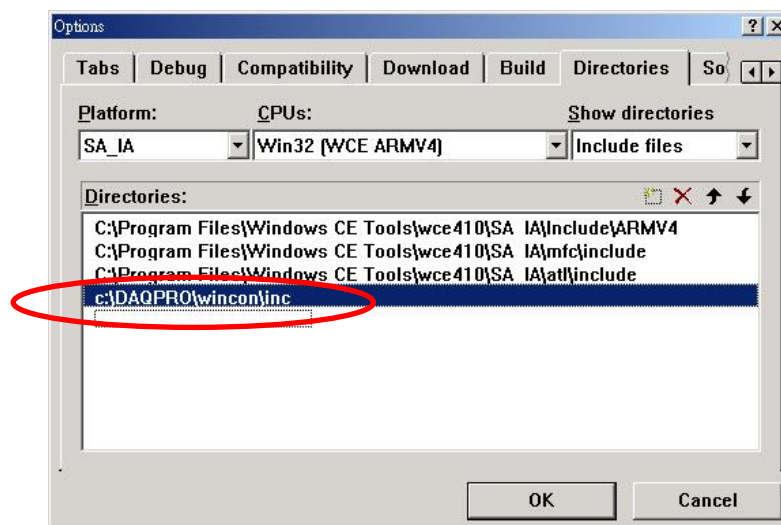 Options
Tabs Debug Compatibility Download Build Directories So
Platform: CPUs: Show directories
SA_IA Win32 (WCE ARMV4) Include files
Directories:
C:\Program Files\Windows CE Tools\wce410\SA_IA\Include\ARMV4
C:\Program Files\Windows CE Tools\wce410\SA_IA\mfc\include
C:\Program Files\Windows CE Tools\wce410\SA_IA\atl\include
c:\DAQPRO\wincon\inc
OK Cancel